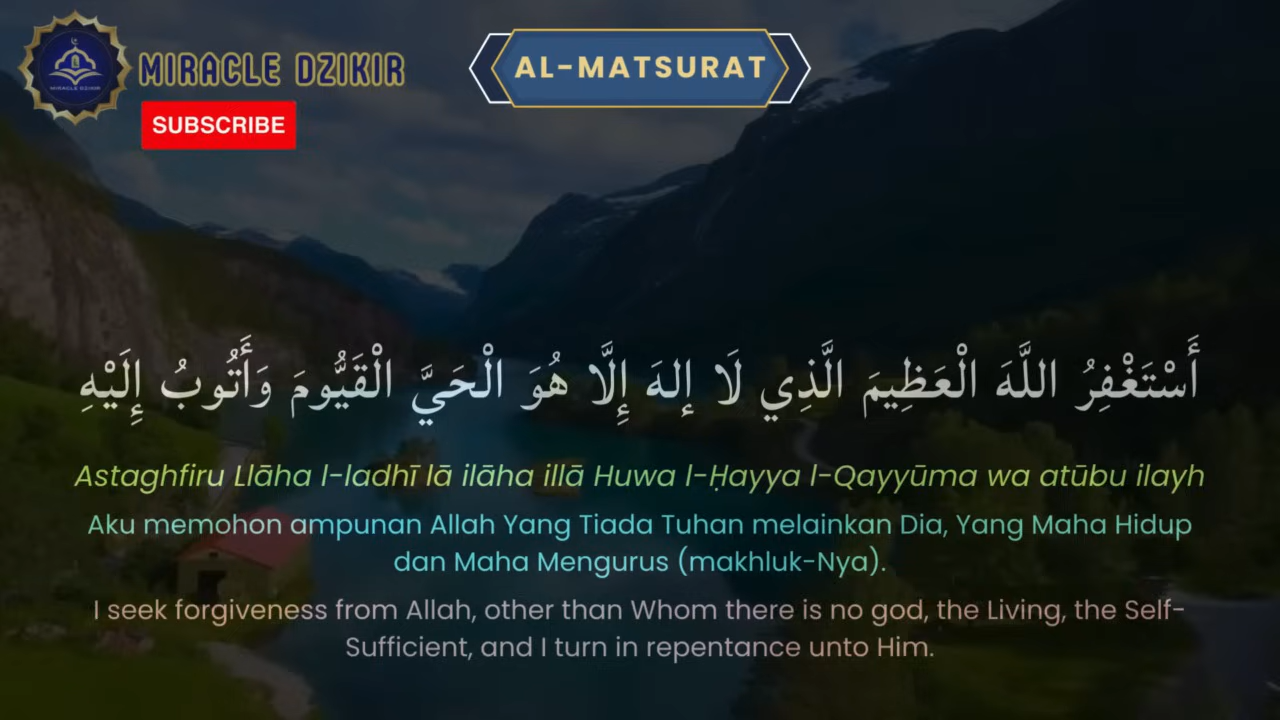 MIRACLE DZIKIR
MIRACLE DZIKIR
SUBSCRIBE
AL-MATSURAT
أَسْتَغْفِرُ اللَّهَ الْعَظِيمَ الَّذِي لَا إلهَ إِلَّا هُوَ الْحَيَّ الْقَيُّومَ وَأَتُوبُ إِلَيْهِ
Astaghfiru Llāha l-ladhī lā ilāha illā Huwa l-Ḥayya l-Qayyūma wa atūbu ilayh
Aku memohon ampunan Allah Yang Tiada Tuhan melainkan Dia, Yang Maha Hidup
dan Maha Mengurus (makhluk-Nya).
I seek forgiveness from Allah, other than Whom there is no god, the Living, the Self-
Sufficient, and I turn in repentance unto Him.